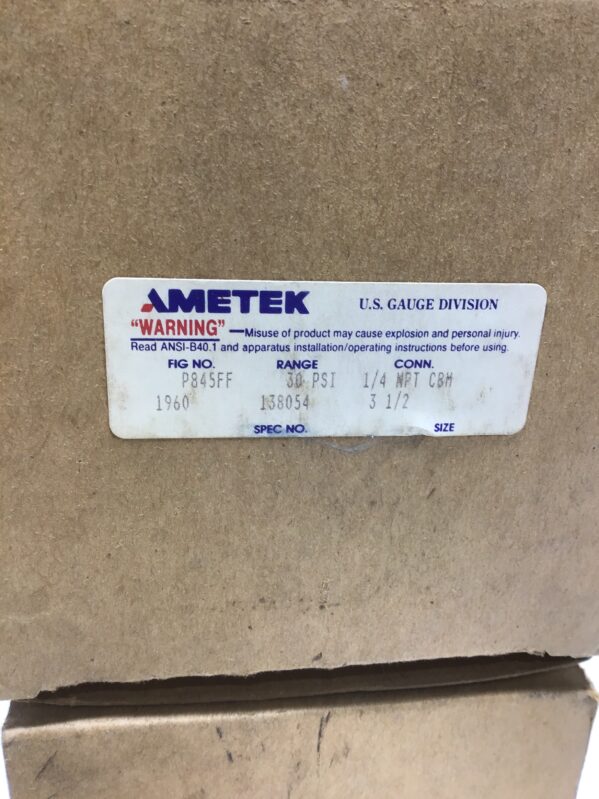 AMETEK U.S. GAUGE DIVISION
"WARNING" —Misuse of product may cause explosion and personal injury.
Read ANSI-B40.1 and apparatus installation/operating instructions before using.
FIG NO. RANGE CONN.
P845FF 30 PSI 1/4 NPT CBM
1960 138054 3 1/2
SPEC NO. SIZE